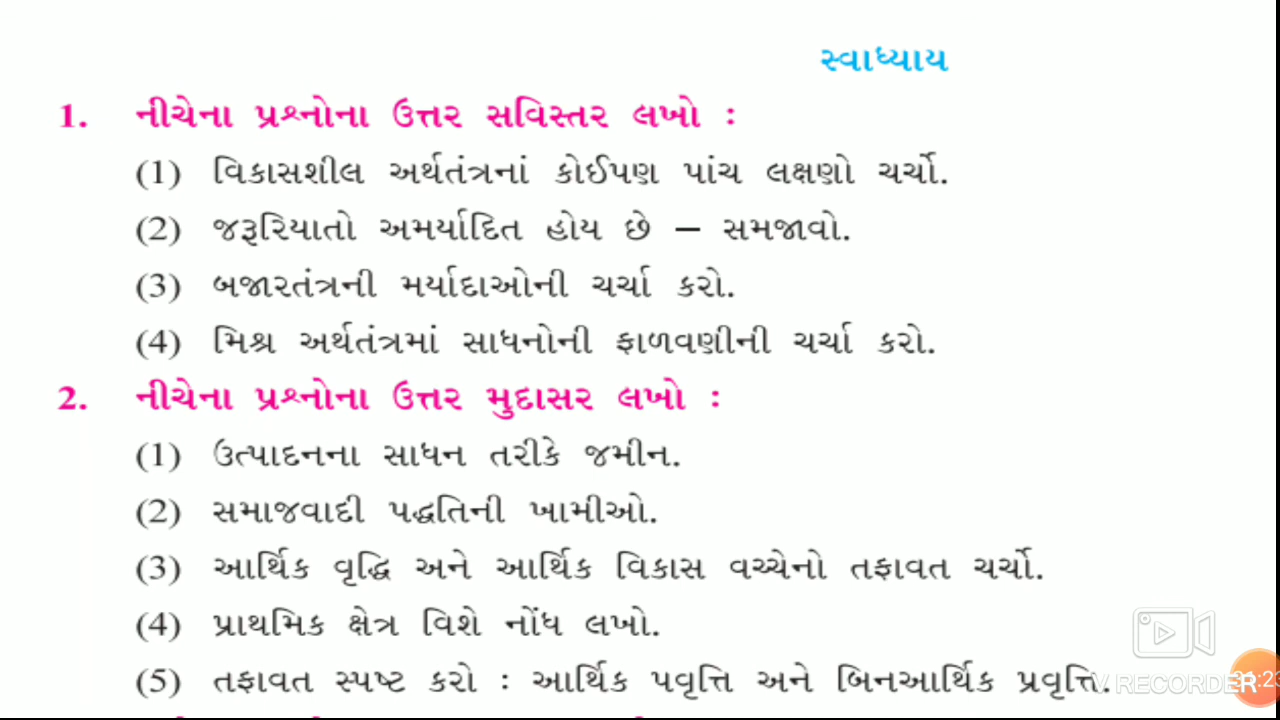 સ્વાધ્યાય
1. નીચેના પ્રશ્નોના ઉત્તર સવિસ્તર લખો :
(1) વિકાસશીલ અર્થતંત્રનાં કોઈપણ પાંચ લક્ષણો ચર્ચો.
(2) જરૂરિયાતો અમર્યાદિત હોય છે – સમજાવો.
(3) બજારતંત્રની મર્યાદાઓની ચર્ચા કરો.
(4) મિશ્ર અર્થતંત્રમાં સાધનોની ફાળવણીની ચર્ચા કરો.
2. નીચેના પ્રશ્નોના ઉત્તર મુદાસર લખો :
(1) ઉત્પાદનના સાધન તરીકે જમીન.
(2) સમાજવાદી પદ્ધતિની ખામીઓ.
(3) આર્થિક વૃદ્ધિ અને આર્થિક વિકાસ વચ્ચેનો તફાવત ચર્ચો.
(4) પ્રાથમિક ક્ષેત્ર વિશે નોંધ લખો.
(5) તફાવત સ્પષ્ટ કરો : આર્થિક પવૃત્તિ અને બિનઆર્થિક પ્રવૃત્તિ.
RECORDER